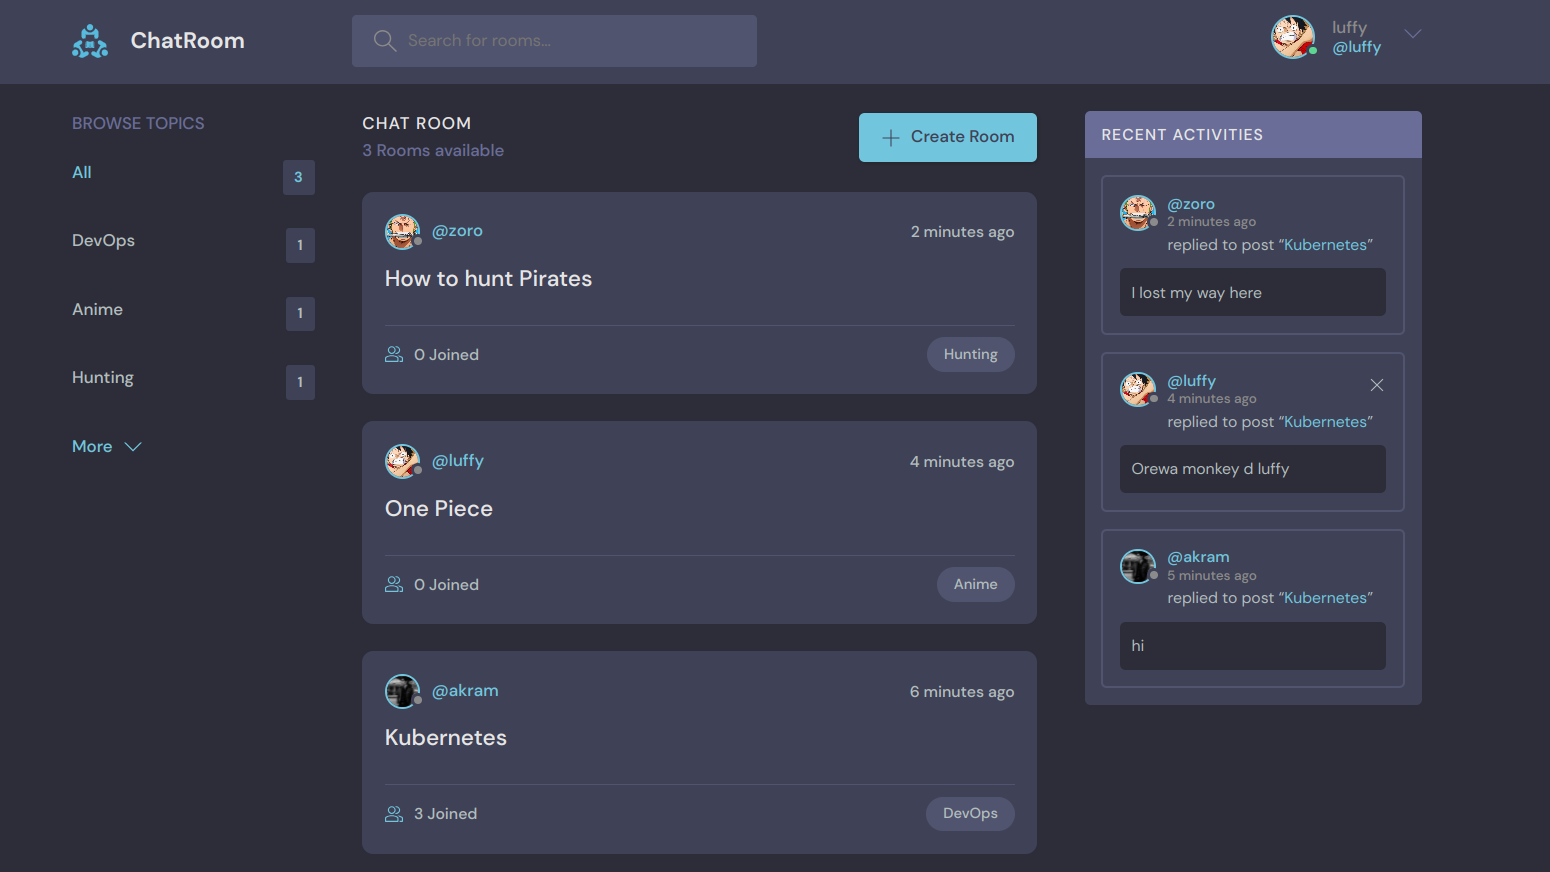 ChatRoom
Search for rooms...
luffy
@luffy
BROWSE TOPICS
All 3
DevOps 1
Anime 1
Hunting 1
More
CHAT ROOM
3 Rooms available
Create Room
@zoro 2 minutes ago
How to hunt Pirates
0 Joined Hunting
@luffy 4 minutes ago
One Piece
0 Joined Anime
@akram 6 minutes ago
Kubernetes
3 Joined DevOps
RECENT ACTIVITIES
@zoro
2 minutes ago
replied to post “Kubernetes”
I lost my way here
@luffy
4 minutes ago
replied to post “Kubernetes”
Orewa monkey d luffy
@akram
5 minutes ago
replied to post “Kubernetes”
hi